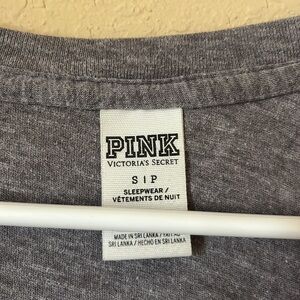 PINK
VICTORIA'S SECRET
S | P
SLEEPWEAR /
VÊTEMENTS DE NUIT
MADE IN SRI LANKA / FAIT AU
SRI LANKA / HECHO EN SRI LANKA